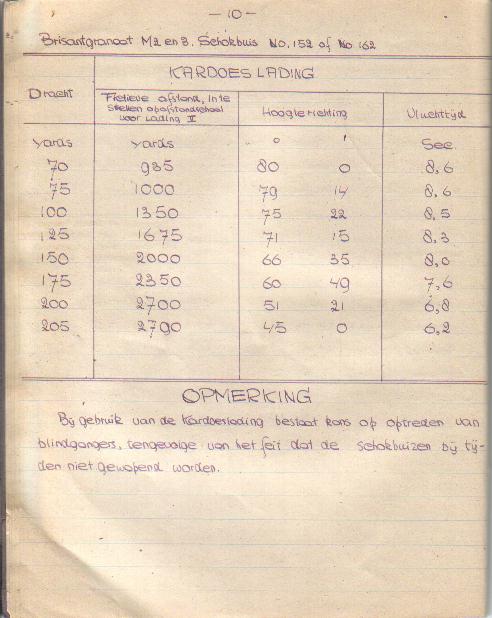 - 10 -
Brisantgranaat M2 en 3. Schokbuis No. 152 of No 162
KARDOES LADING
Dracht
Fictieve afstand, in te stellen op afstandschaal voor Lading II
Hoogterichting
Vluchttijd
yards yards ° ' Sec.
70 985 80 0 8,6
75 1000 79 14 8,6
100 1350 75 22 8,5
125 1675 71 15 8,3
150 2000 66 35 8,0
175 2350 60 49 7,6
200 2700 51 21 6,8
205 2790 45 0 6,2
OPMERKING
Bij gebruik van de Kardoeslading bestaat kans op optreden van
blindgangers, tengevolge van het feit dat de schokbuizen bij tij-
den niet gewapend worden.